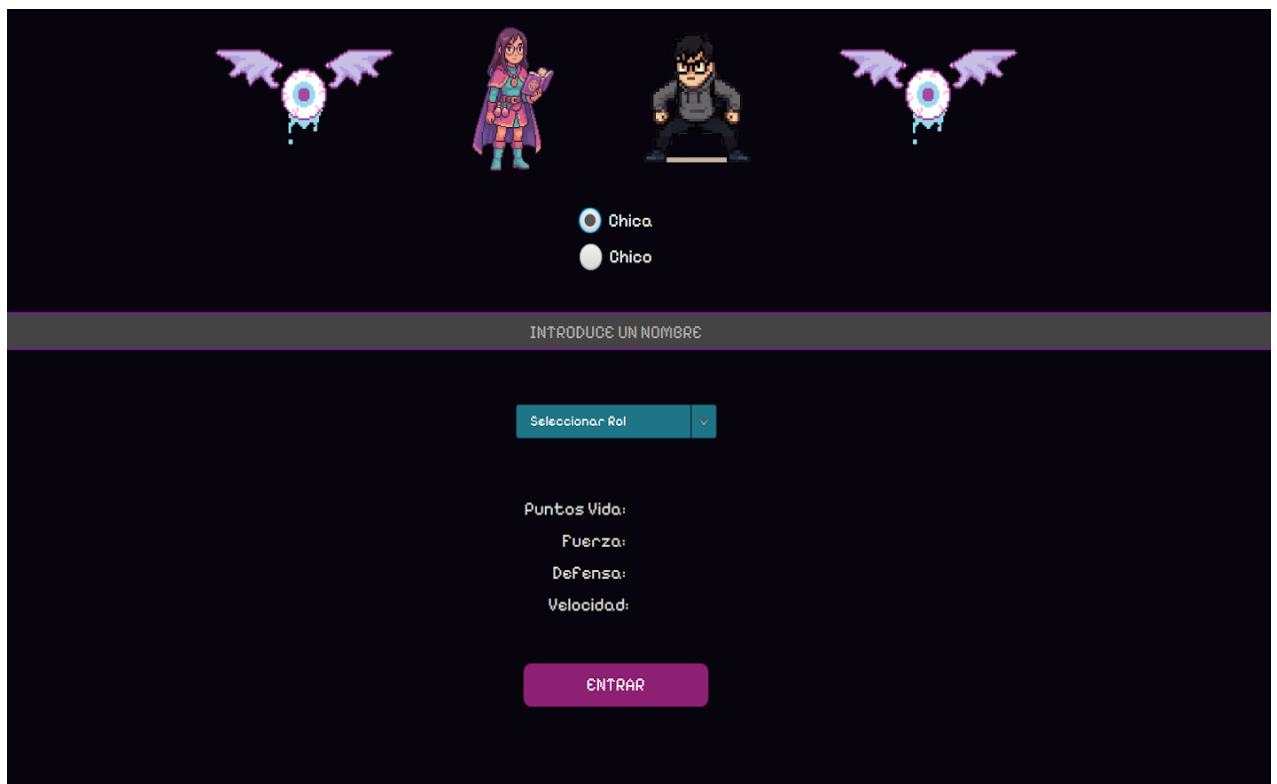 Chica
Chico
INTRODUCE UN NOMBRE
Seleccionar Rol
Puntos Vida:
Fuerza:
Defensa:
Velocidad:
ENTRAR